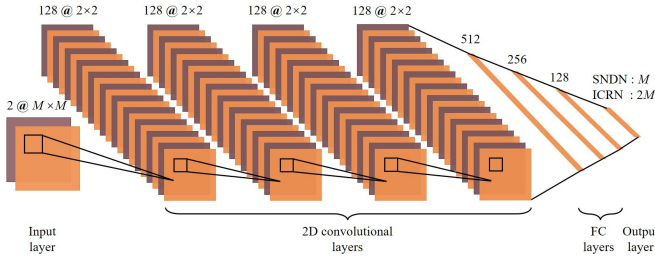 128 @ 2×2
128 @ 2×2
128 @ 2×2
128 @ 2×2
512
256
128
SNDN : M
ICRN : 2M
2 @ M×M
Input
layer
2D convolutional
layers
FC
layers
Outpu
layer